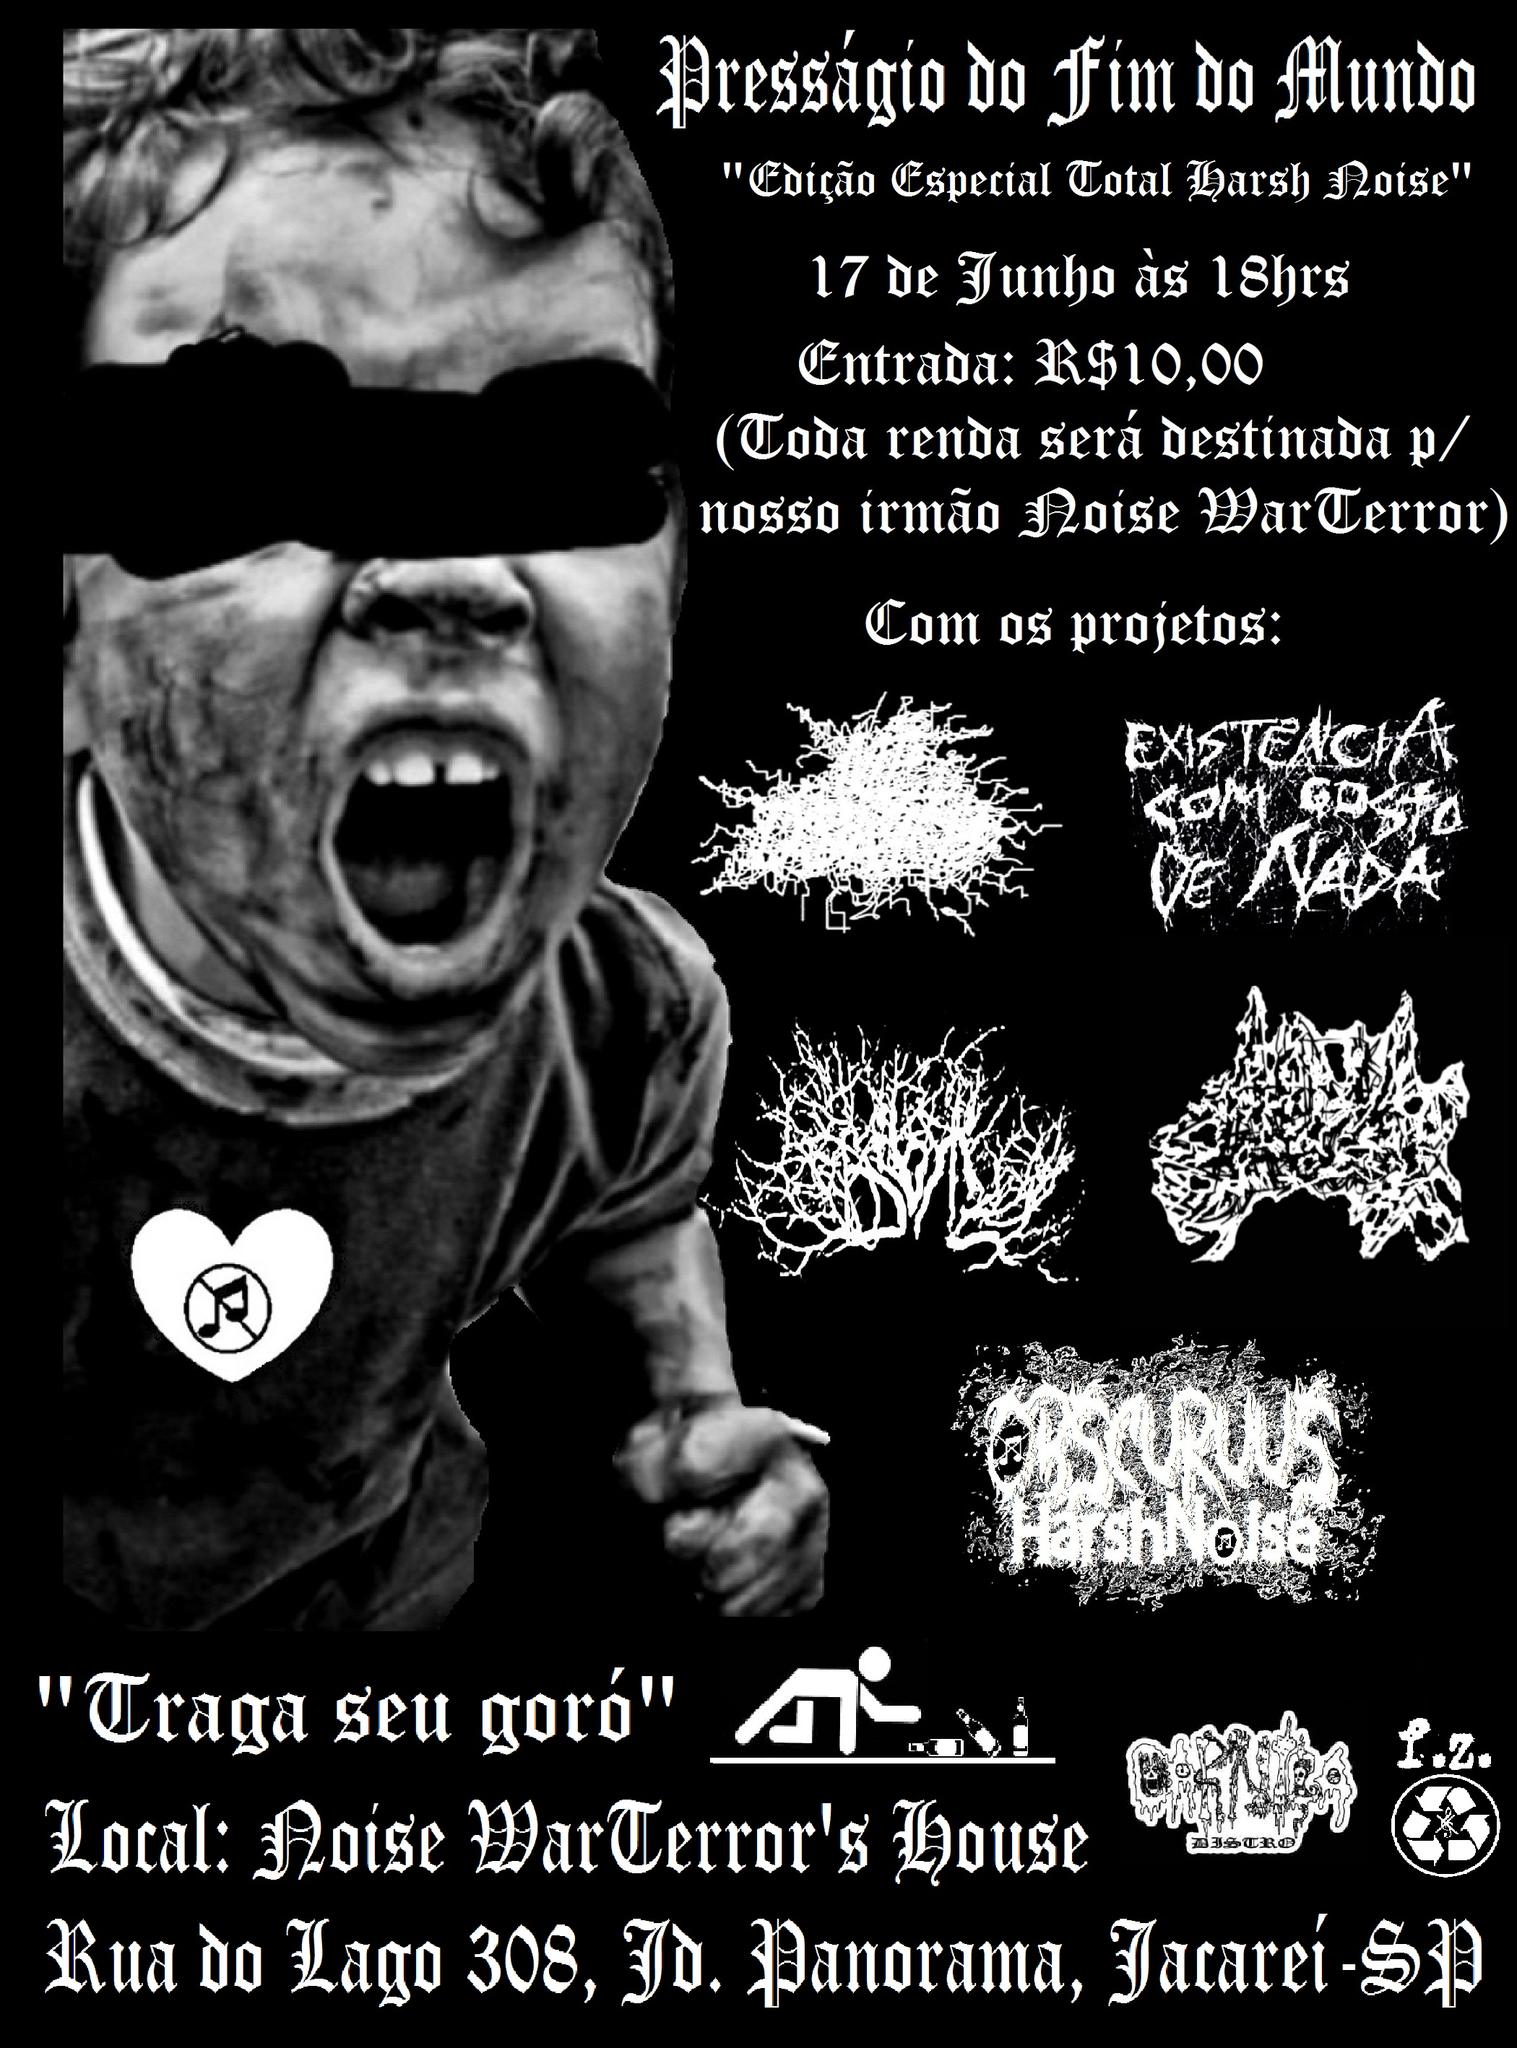 Presságio do Fim do Mundo
"Edição Especial Total Harsh Noise"
17 de Junho às 18hrs
Entrada: R$10,00
(Toda renda será destinada p/
nosso irmão Noise WarTerror)
Com os projetos:
EXISTENCIA
COM GOSTO
DE NADA
OBSCURUUS
HarshNoise
"Traga seu goró"
f.z.
DISTRO
Local: Noise WarTerror's House
Rua do Lago 308, Jd. Panorama, Jacareí-SP